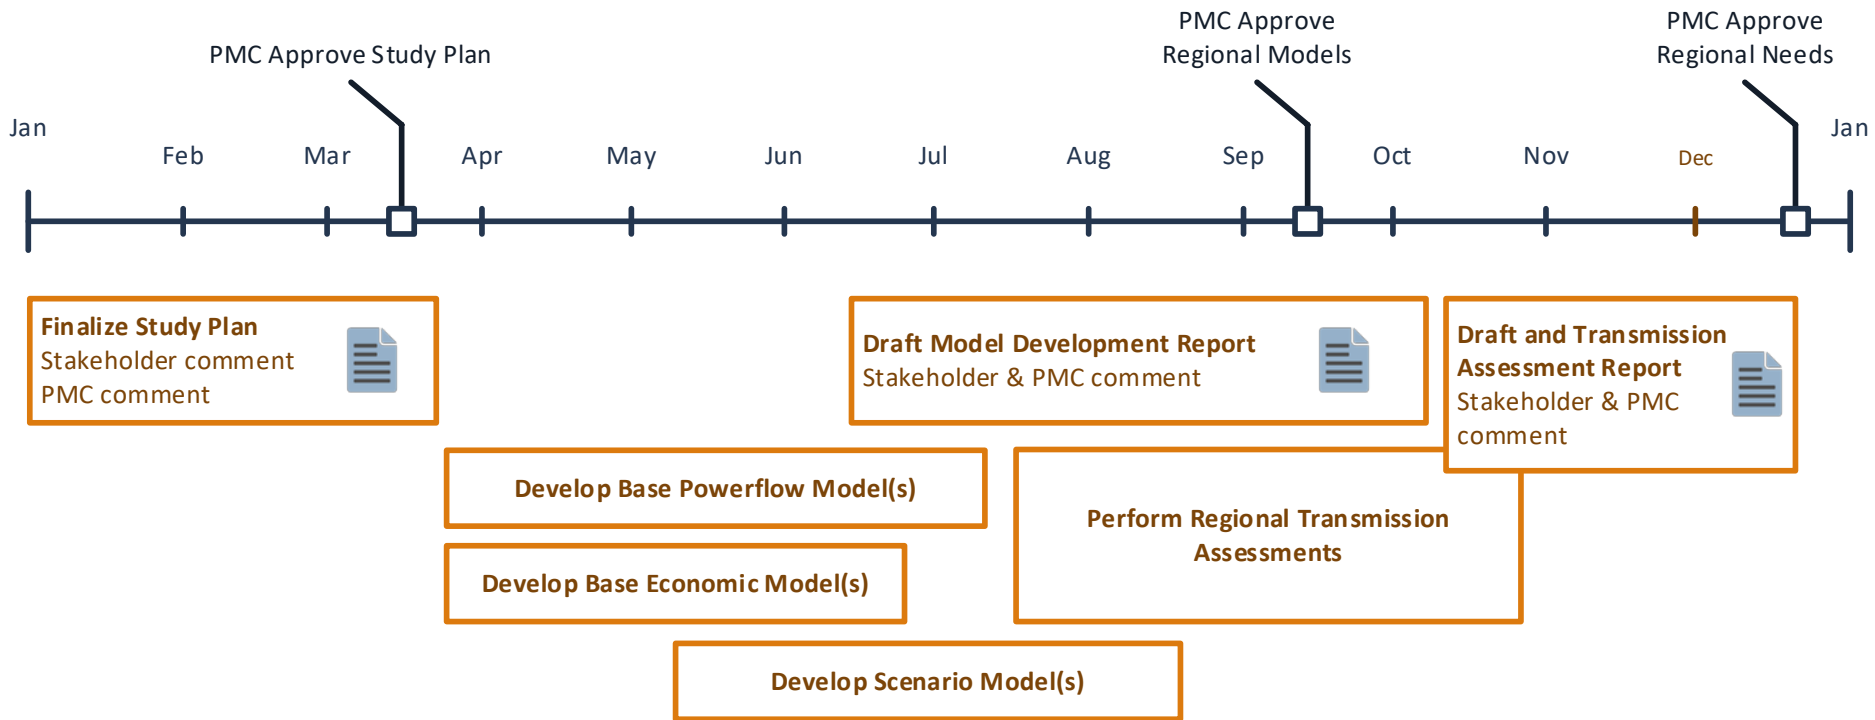 PMC Approve Study Plan
PMC Approve
Regional Models
PMC Approve
Regional Needs
Jan
Feb
Mar
Apr
May
Jun
Jul
Aug
Sep
Oct
Nov
Dec
Jan
Finalize Study Plan
Stakeholder comment
PMC comment
Draft Model Development Report
Stakeholder & PMC comment
Draft and Transmission
Assessment Report
Stakeholder & PMC
comment
Develop Base Powerflow Model(s)
Develop Base Economic Model(s)
Perform Regional Transmission
Assessments
Develop Scenario Model(s)